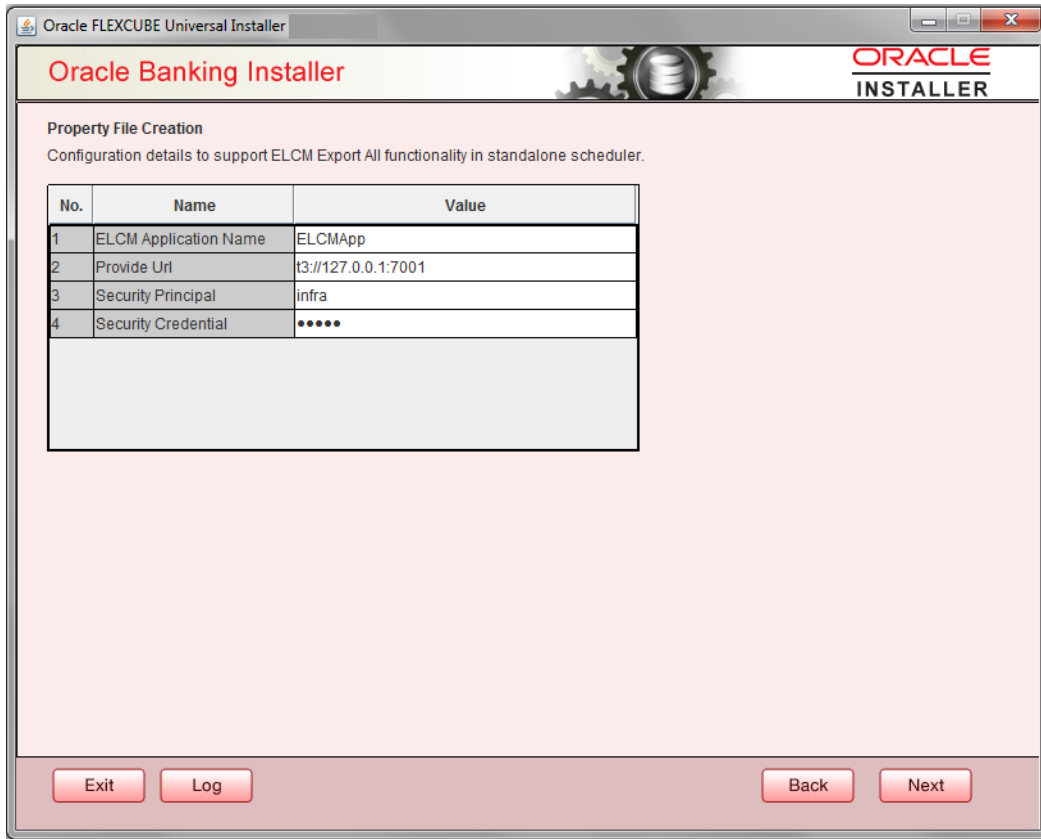 Oracle FLEXCUBE Universal Installer
Oracle Banking Installer
ORACLE
INSTALLER
Property File Creation
Configuration details to support ELCM Export All functionality in standalone scheduler.
No. Name Value
1 ELCM Application Name ELCMApp
2 Provide Url t3://127.0.0.1:7001
3 Security Principal infra
4 Security Credential •••••
Exit Log Back Next